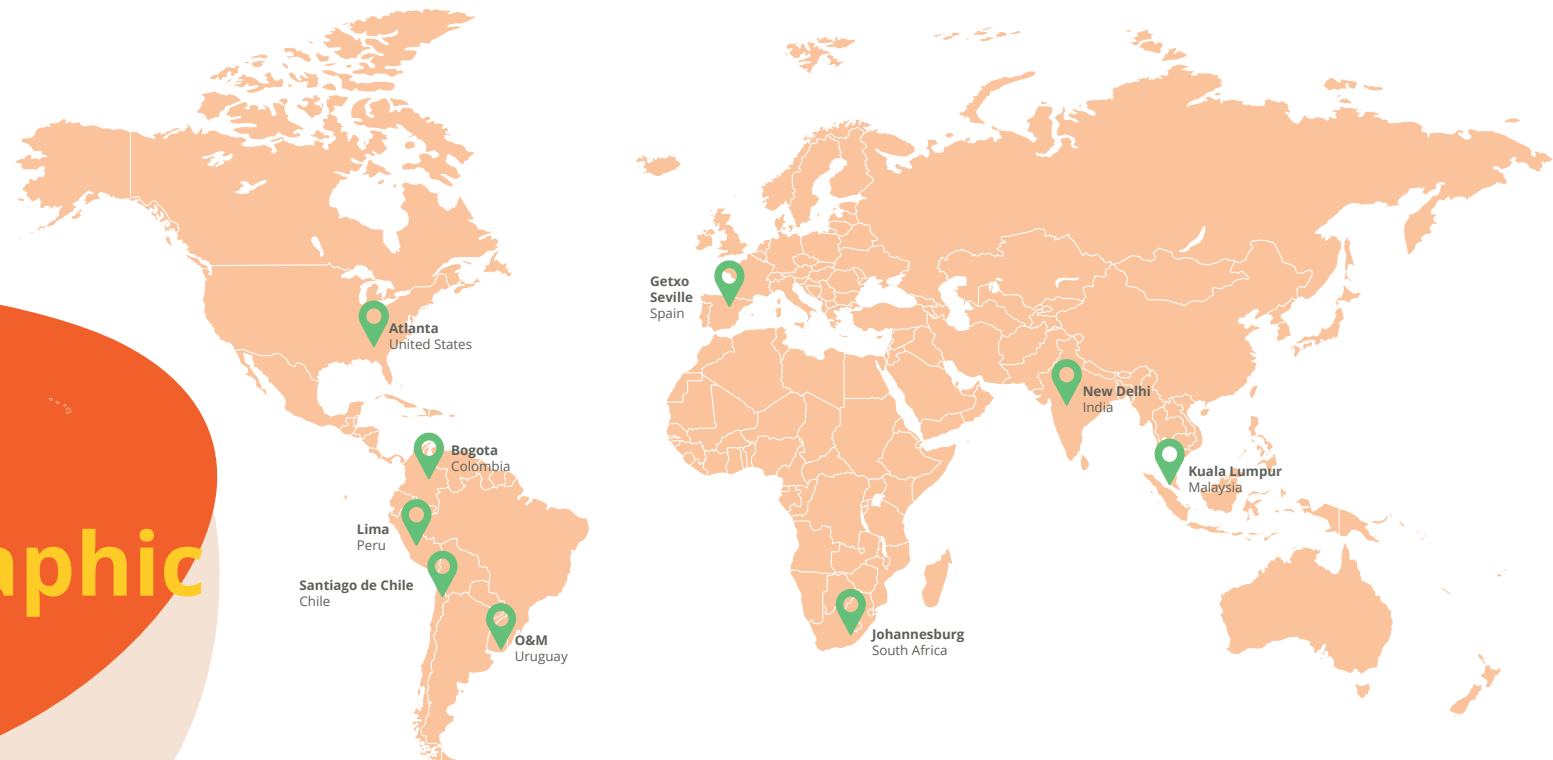 Getxo
Seville
Spain
Atlanta
United States
New Delhi
India
Bogota
Colombia
Kuala Lumpur
Malaysia
Lima
Peru
aphic
Santiago de Chile
Chile
O&M
Uruguay
Johannesburg
South Africa